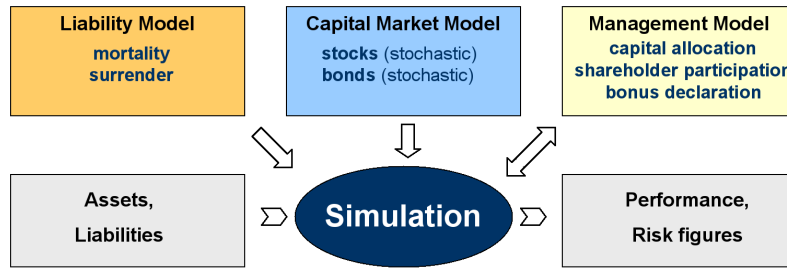 Liability Model
mortality
surrender
Capital Market Model
stocks (stochastic)
bonds (stochastic)
Management Model
capital allocation
shareholder participation
bonus declaration
Assets,
Liabilities
Simulation
Performance,
Risk figures